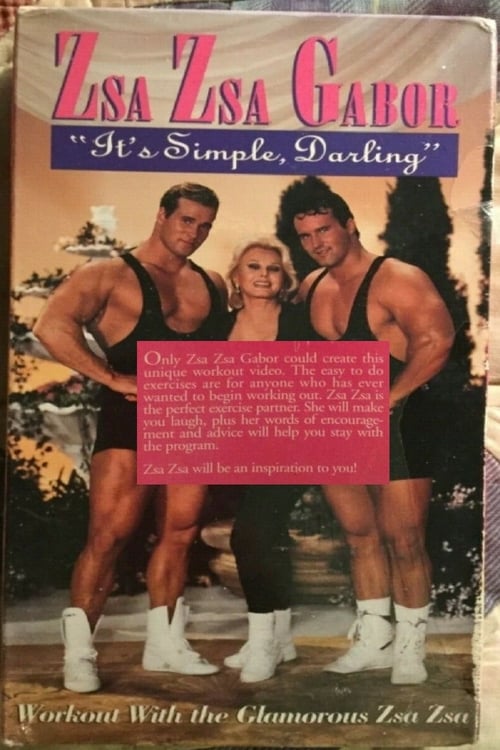 Zsa Zsa Gabor
"It's Simple, Darling"
Only Zsa Zsa Gabor could create this
unique workout video. The easy to do
exercises are for anyone who has ever
wanted to begin working out. Zsa Zsa is
the perfect exercise partner. She will make
you laugh, plus her words of encourage-
ment and advice will help you stay with
the program.
Zsa Zsa will be an inspiration to you!
Workout With the Glamorous Zsa Zsa